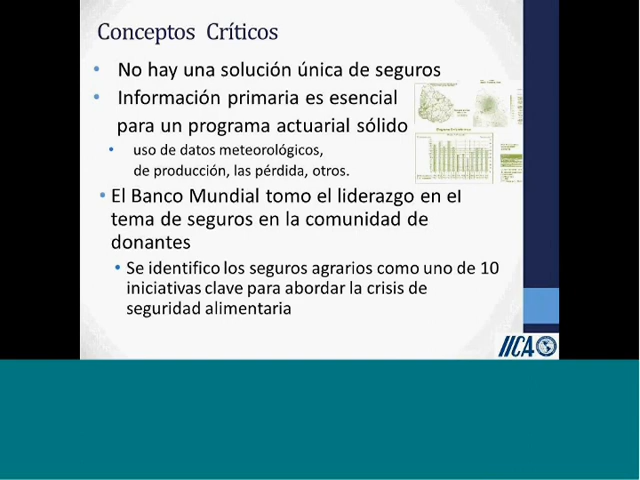 Conceptos Críticos
• No hay una solución única de seguros
• Información primaria es esencial
para un programa actuarial sólido
• uso de datos meteorológicos,
de producción, las pérdida, otros.
• El Banco Mundial tomo el liderazgo en el
tema de seguros en la comunidad de
donantes
• Se identifico los seguros agrarios como uno de 10
iniciativas clave para abordar la crisis de
seguridad alimentaria
IICA